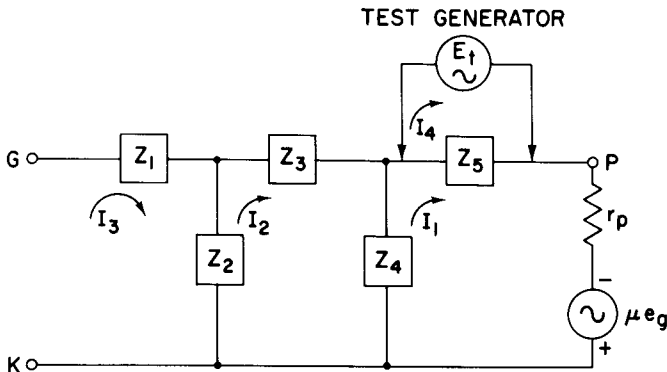 TEST GENERATOR
Et
I4
G
Z1
Z3
Z5
P
I3
I2
I1
rp
Z2
Z4
−
μeg
+
K